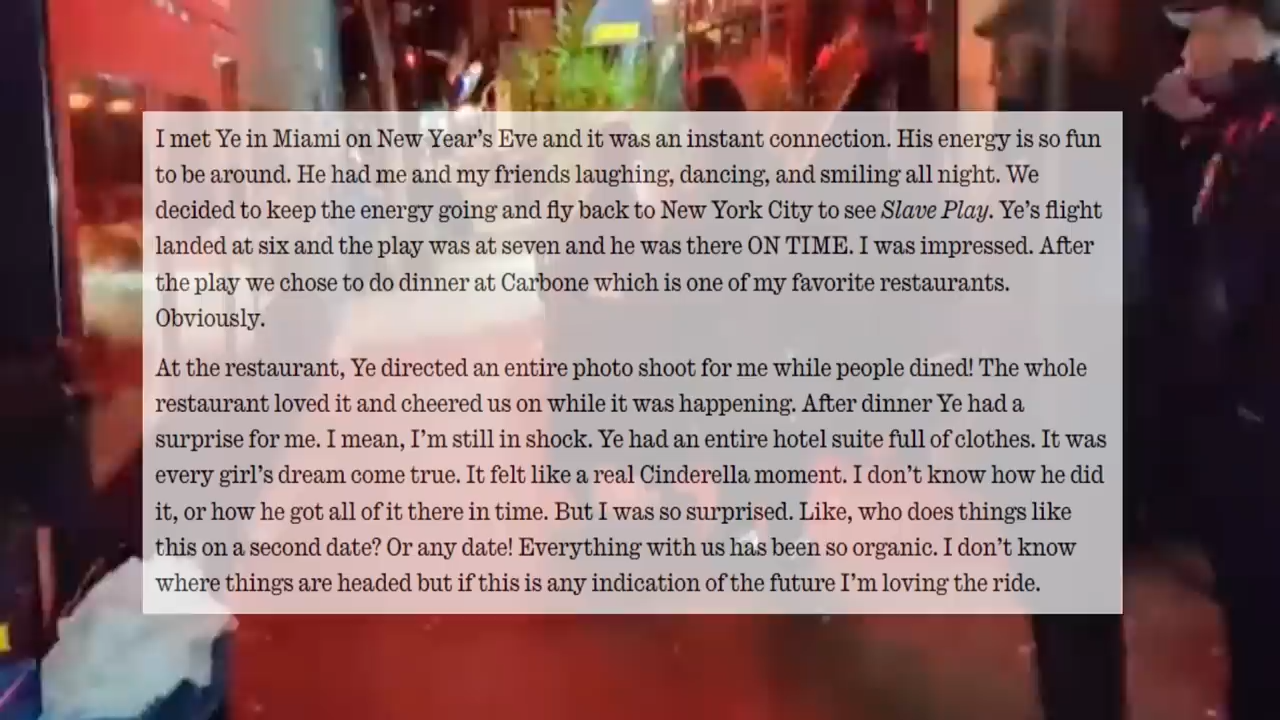 I met Ye in Miami on New Year’s Eve and it was an instant connection. His energy is so fun
to be around. He had me and my friends laughing, dancing, and smiling all night. We
decided to keep the energy going and fly back to New York City to see Slave Play. Ye’s flight
landed at six and the play was at seven and he was there ON TIME. I was impressed. After
the play we chose to do dinner at Carbone which is one of my favorite restaurants.
Obviously.
At the restaurant, Ye directed an entire photo shoot for me while people dined! The whole
restaurant loved it and cheered us on while it was happening. After dinner Ye had a
surprise for me. I mean, I’m still in shock. Ye had an entire hotel suite full of clothes. It was
every girl’s dream come true. It felt like a real Cinderella moment. I don’t know how he did
it, or how he got all of it there in time. But I was so surprised. Like, who does things like
this on a second date? Or any date! Everything with us has been so organic. I don’t know
where things are headed but if this is any indication of the future I’m loving the ride.